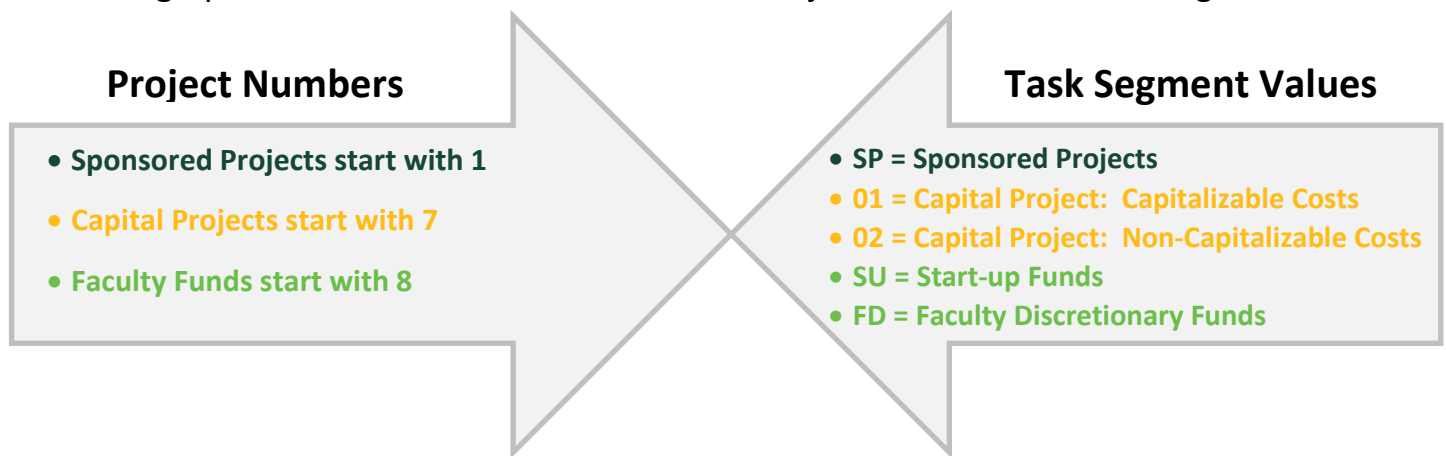 Project Numbers
• Sponsored Projects start with 1
• Capital Projects start with 7
• Faculty Funds start with 8
Task Segment Values
• SP = Sponsored Projects
• 01 = Capital Project:  Capitalizable Costs
• 02 = Capital Project:  Non-Capitalizable Costs
• SU = Start-up Funds
• FD = Faculty Discretionary Funds